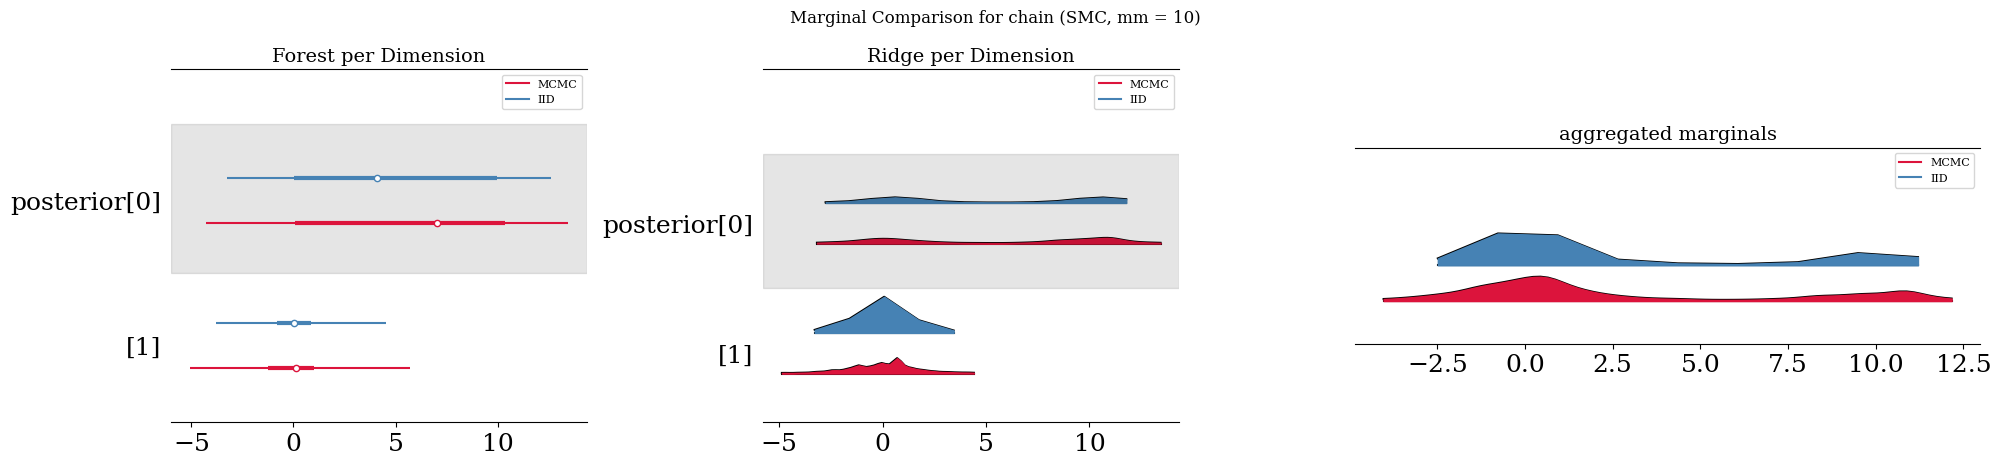 Marginal Comparison for chain (SMC, mm = 10)
Forest per Dimension
MCMC
IID
posterior[0]
[1]
−5 0 5 10
Ridge per Dimension
MCMC
IID
posterior[0]
[1]
−5 0 5 10
aggregated marginals
MCMC
IID
−2.5 0.0 2.5 5.0 7.5 10.0 12.5